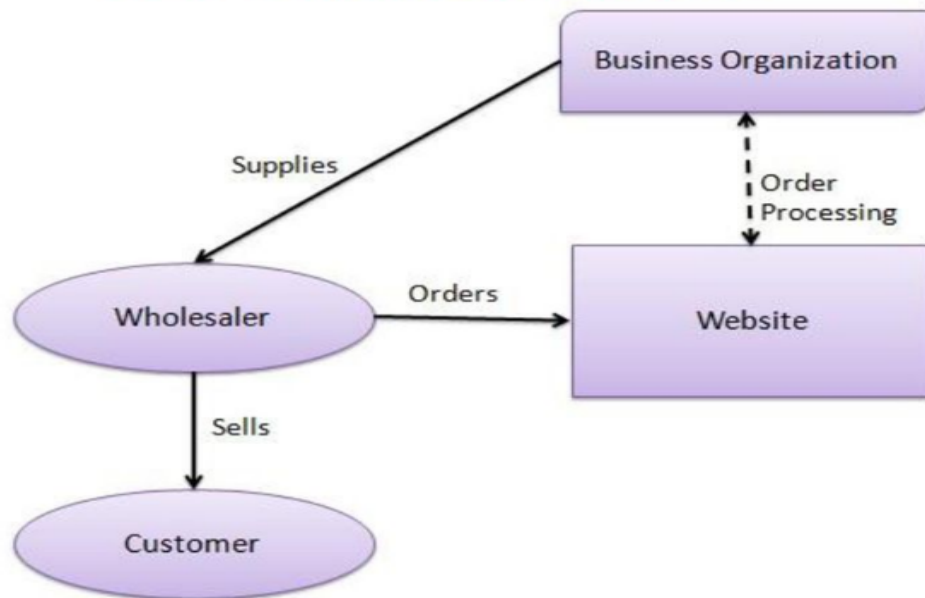 Business Organization
Supplies
Order
Processing
Wholesaler
Orders
Website
Sells
Customer